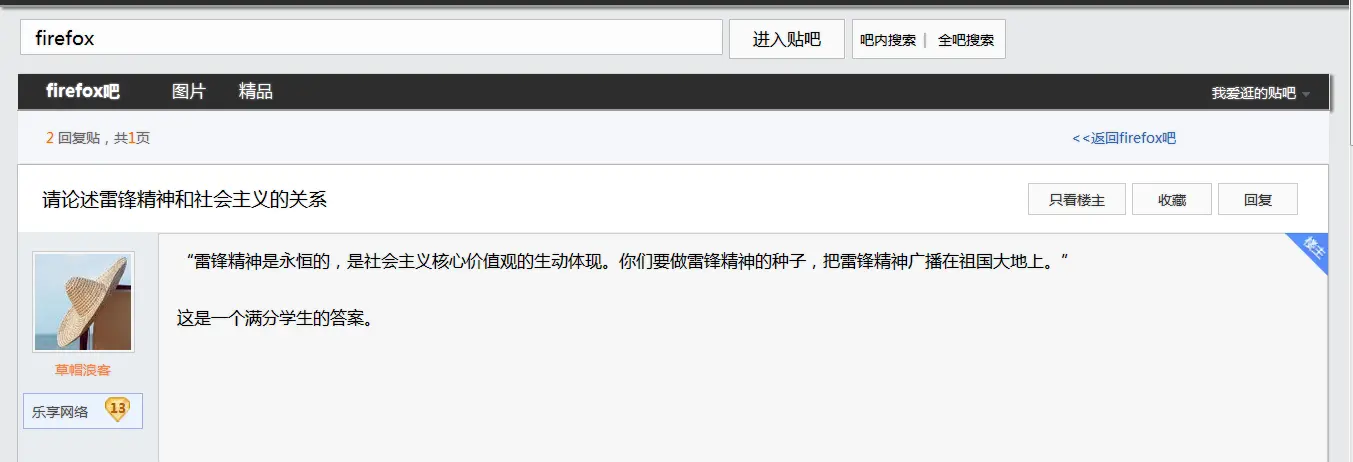 firefox
进入贴吧
吧内搜索 | 全吧搜索
firefox吧 图片 精品 我爱逛的贴吧
2 回复贴，共1页 <<返回firefox吧
请论述雷锋精神和社会主义的关系 只看楼主 收藏 回复
楼主
“雷锋精神是永恒的，是社会主义核心价值观的生动体现。你们要做雷锋精神的种子，把雷锋精神广播在祖国大地上。”
这是一个满分学生的答案。
草帽浪客
乐享网络 13